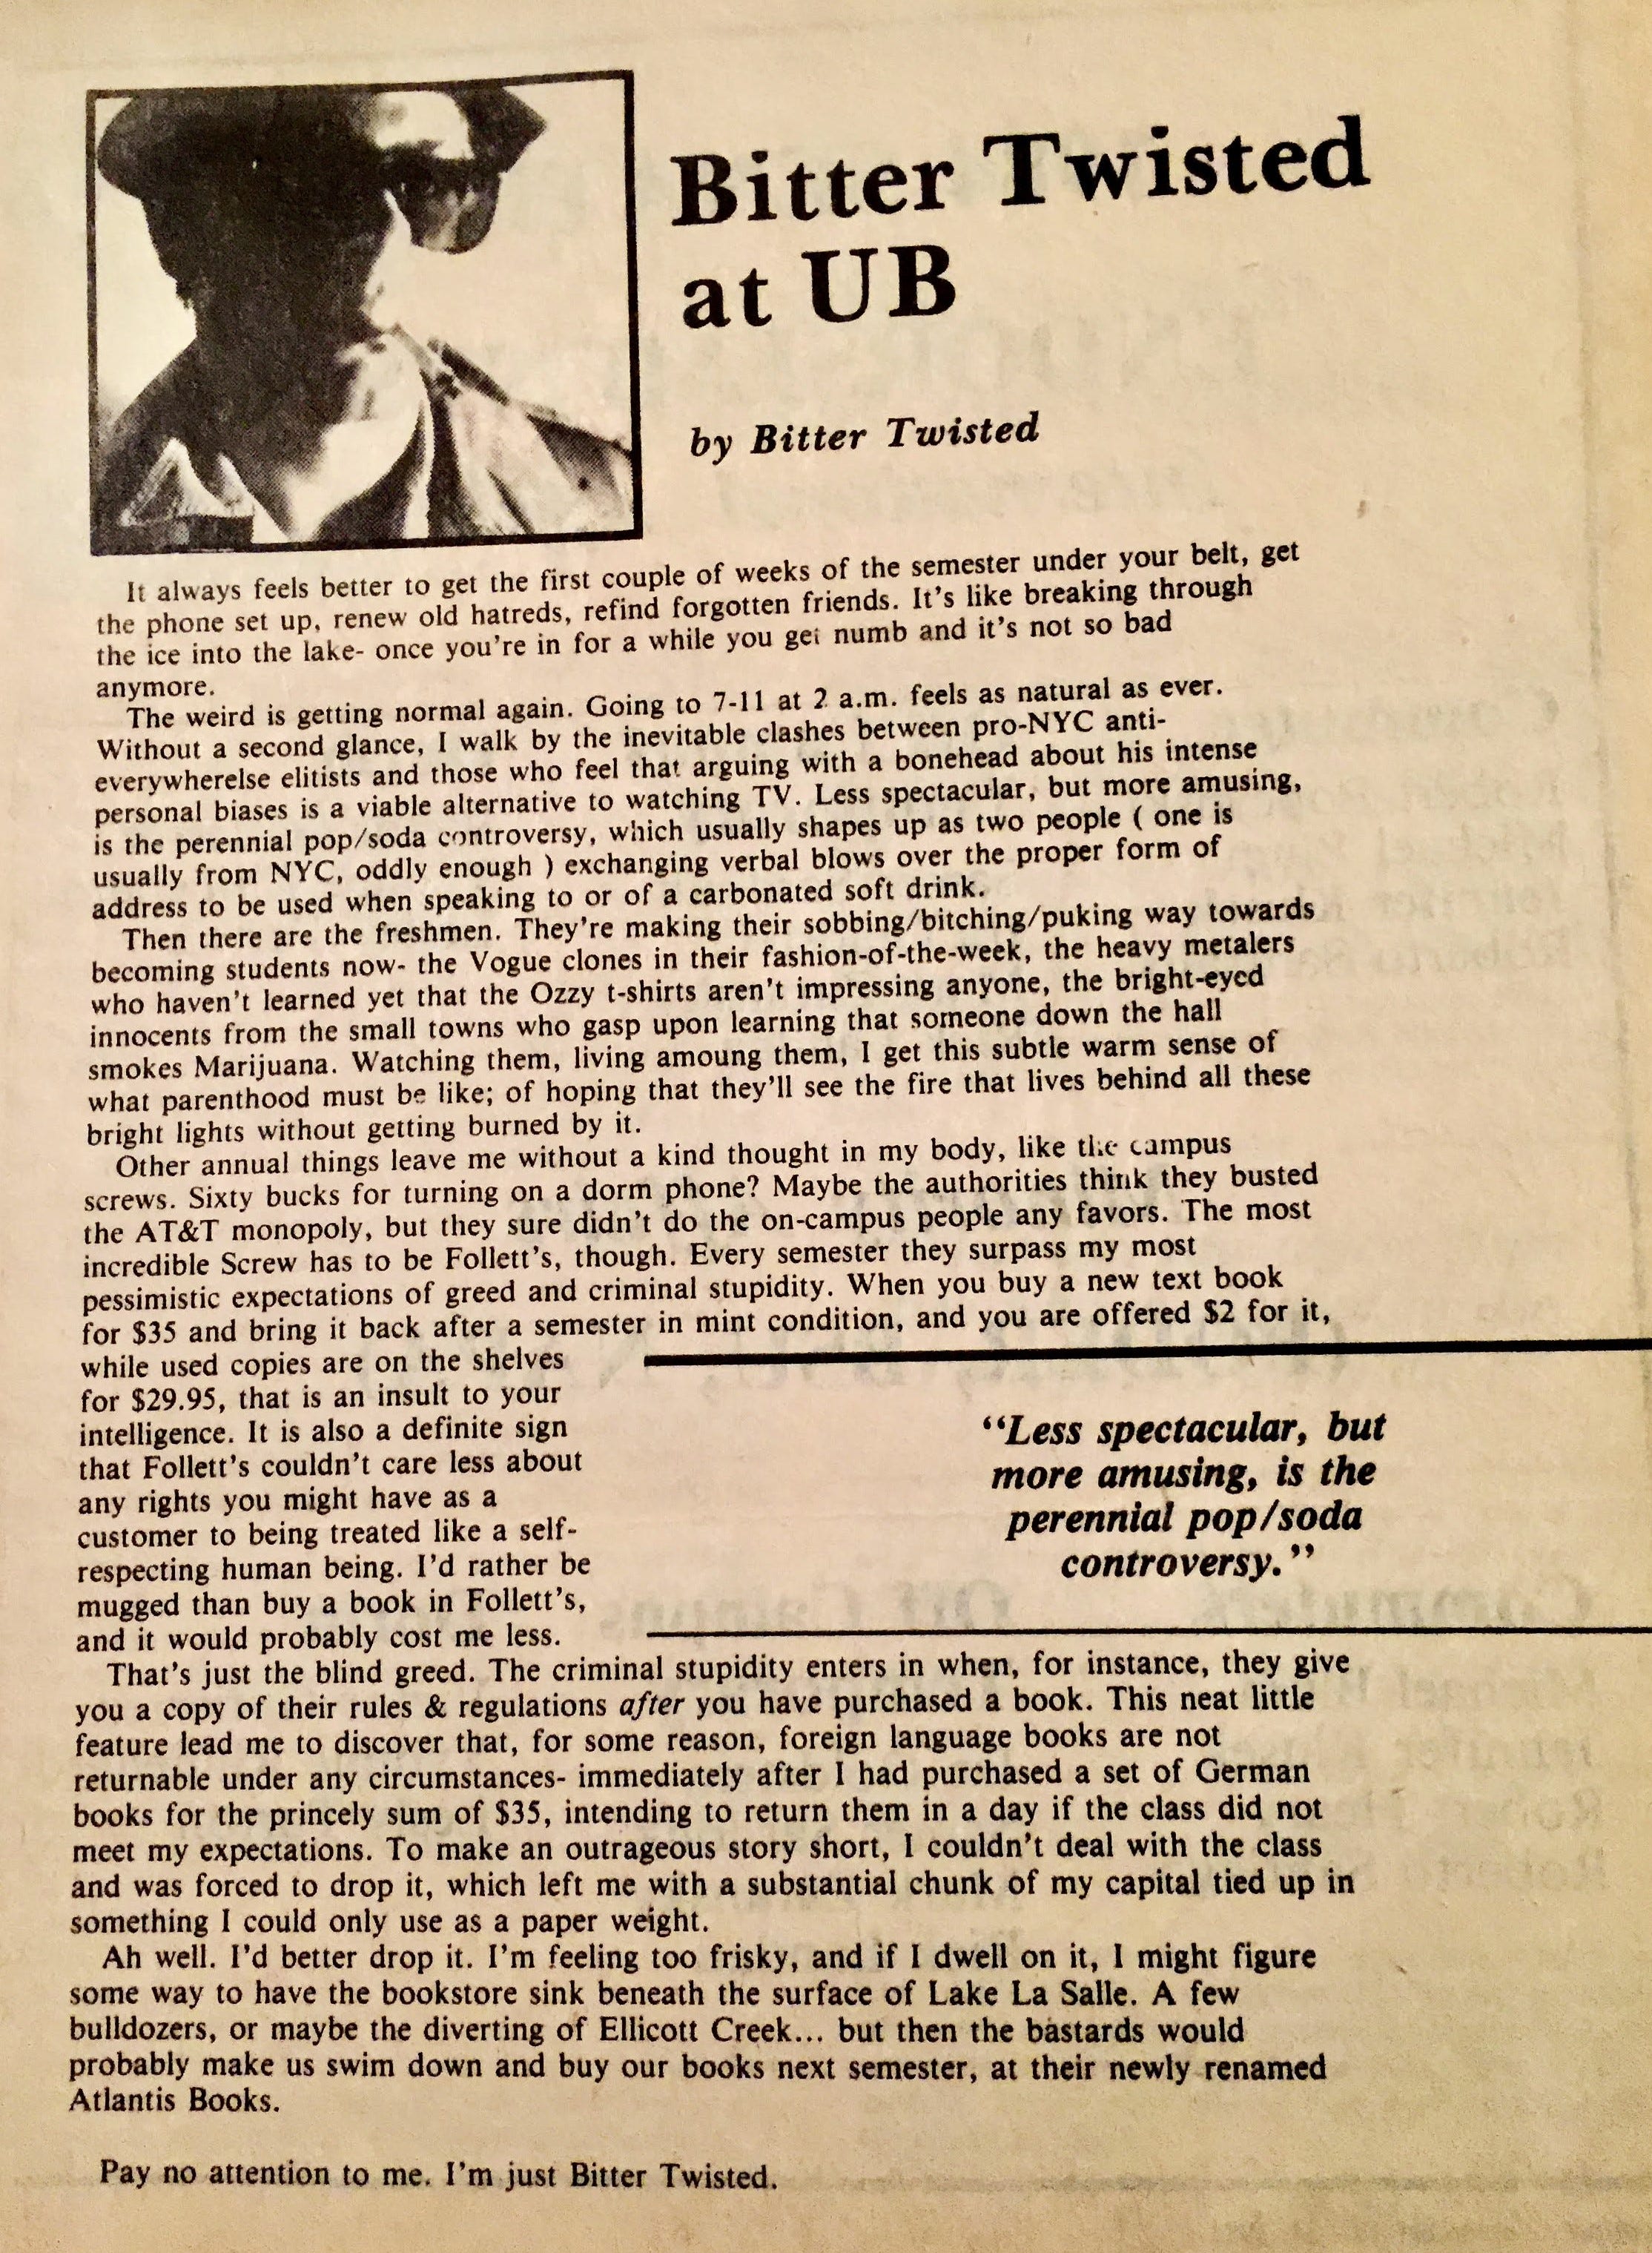 Bitter Twisted
at UB
by Bitter Twisted
It always feels better to get the first couple of weeks of the semester under your belt, get
the phone set up, renew old hatreds, refind forgotten friends. It's like breaking through
the ice into the lake- once you're in for a while you get numb and it's not so bad
anymore.
The weird is getting normal again. Going to 7-11 at 2 a.m. feels as natural as ever.
Without a second glance, I walk by the inevitable clashes between pro-NYC anti-
everywherelse elitists and those who feel that arguing with a bonehead about his intense
personal biases is a viable alternative to watching TV. Less spectacular, but more amusing,
is the perennial pop/soda controversy, which usually shapes up as two people ( one is
usually from NYC, oddly enough ) exchanging verbal blows over the proper form of
address to be used when speaking to or of a carbonated soft drink.
Then there are the freshmen. They're making their sobbing/bitching/puking way towards
becoming students now- the Vogue clones in their fashion-of-the-week, the heavy metalers
who haven't learned yet that the Ozzy t-shirts aren't impressing anyone, the bright-eyed
innocents from the small towns who gasp upon learning that someone down the hall
smokes Marijuana. Watching them, living amoung them, I get this subtle warm sense of
what parenthood must be like; of hoping that they'll see the fire that lives behind all these
bright lights without getting burned by it.
Other annual things leave me without a kind thought in my body, like the campus
screws. Sixty bucks for turning on a dorm phone? Maybe the authorities think they busted
the AT&T monopoly, but they sure didn't do the on-campus people any favors. The most
incredible Screw has to be Follett's, though. Every semester they surpass my most
pessimistic expectations of greed and criminal stupidity. When you buy a new text book
for $35 and bring it back after a semester in mint condition, and you are offered $2 for it,
while used copies are on the shelves
for $29.95, that is an insult to your
intelligence. It is also a definite sign
that Follett's couldn't care less about
any rights you might have as a
customer to being treated like a self-
respecting human being. I'd rather be
mugged than buy a book in Follett's,
and it would probably cost me less.
"Less spectacular, but
more amusing, is the
perennial pop/soda
controversy."
That's just the blind greed. The criminal stupidity enters in when, for instance, they give
you a copy of their rules & regulations after you have purchased a book. This neat little
feature lead me to discover that, for some reason, foreign language books are not
returnable under any circumstances- immediately after I had purchased a set of German
books for the princely sum of $35, intending to return them in a day if the class did not
meet my expectations. To make an outrageous story short, I couldn't deal with the class
and was forced to drop it, which left me with a substantial chunk of my capital tied up in
something I could only use as a paper weight.
Ah well. I'd better drop it. I'm feeling too frisky, and if I dwell on it, I might figure
some way to have the bookstore sink beneath the surface of Lake La Salle. A few
bulldozers, or maybe the diverting of Ellicott Creek... but then the bastards would
probably make us swim down and buy our books next semester, at their newly renamed
Atlantis Books.
Pay no attention to me. I'm just Bitter Twisted.